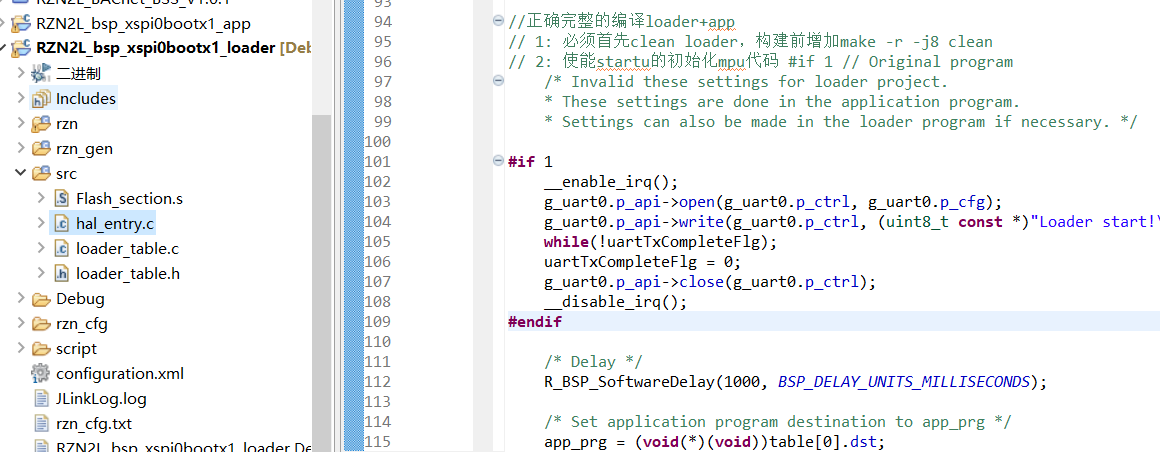 RZN2L_BACnet_BSS_V1.0.1
RZN2L_bsp_xspi0bootx1_app
RZN2L_bsp_xspi0bootx1_loader [Del
二进制
Includes
rzn
rzn_gen
src
Flash_section.s
hal_entry.c
loader_table.c
loader_table.h
Debug
rzn_cfg
script
configuration.xml
JLinkLog.log
rzn_cfg.txt
RZN2L_bsp_xspi0bootx1_loader De
93
94 //正确完整的编译loader+app
95 // 1: 必须首先clean loader，构建前增加make -r -j8 clean
96 // 2: 使能startu的初始化mpu代码 #if 1 // Original program
97 /* Invalid these settings for loader project.
98 * These settings are done in the application program.
99 * Settings can also be made in the loader program if necessary. */
100
101 #if 1
102 __enable_irq();
103 g_uart0.p_api->open(g_uart0.p_ctrl, g_uart0.p_cfg);
104 g_uart0.p_api->write(g_uart0.p_ctrl, (uint8_t const *)"Loader start!\
105 while(!uartTxCompleteFlg);
106 uartTxCompleteFlg = 0;
107 g_uart0.p_api->close(g_uart0.p_ctrl);
108 __disable_irq();
109 #endif
110
111 /* Delay */
112 R_BSP_SoftwareDelay(1000, BSP_DELAY_UNITS_MILLISECONDS);
113
114 /* Set application program destination to app_prg */
115 app_prg = (void(*)(void))table[0].dst;